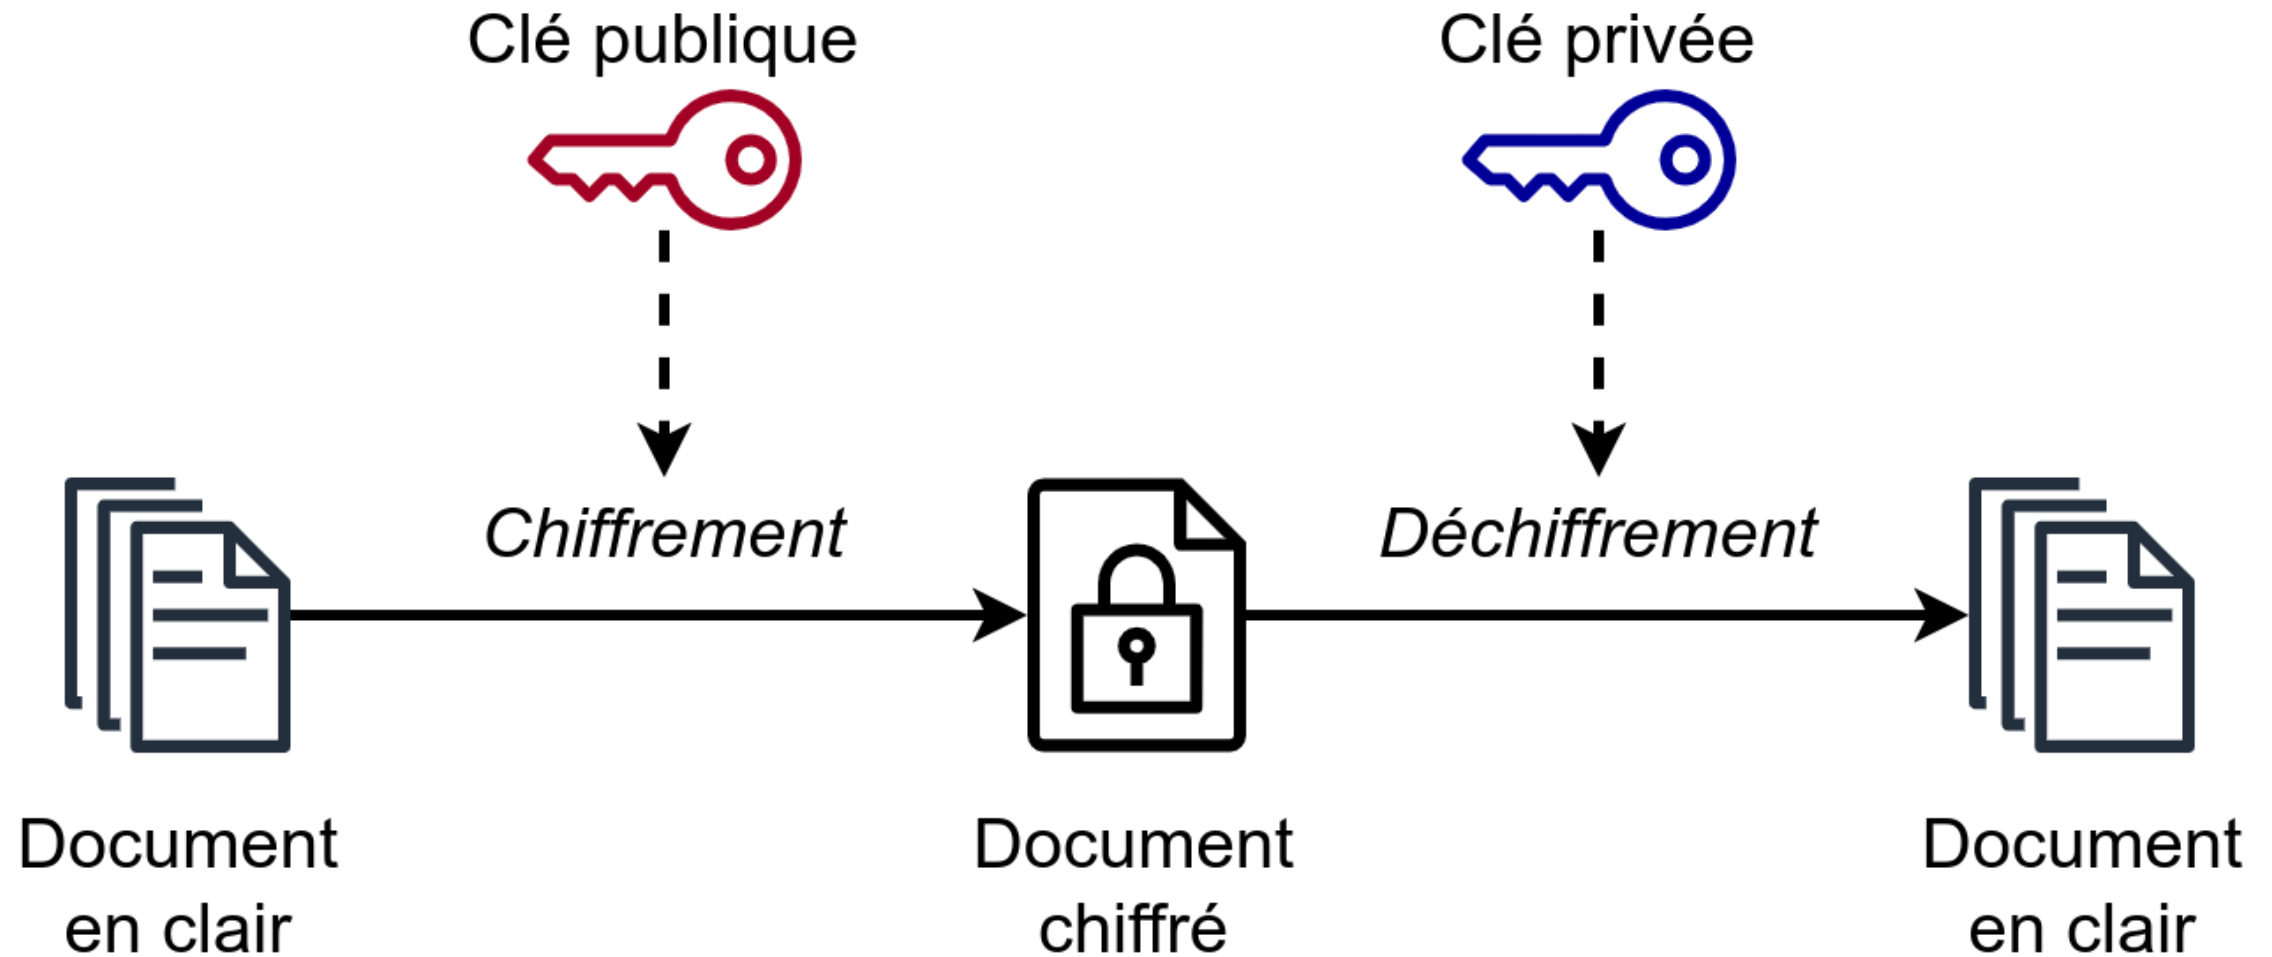 Clé publique
Clé privée
Chiffrement
Déchiffrement
Document
en clair
Document
chiffré
Document
en clair